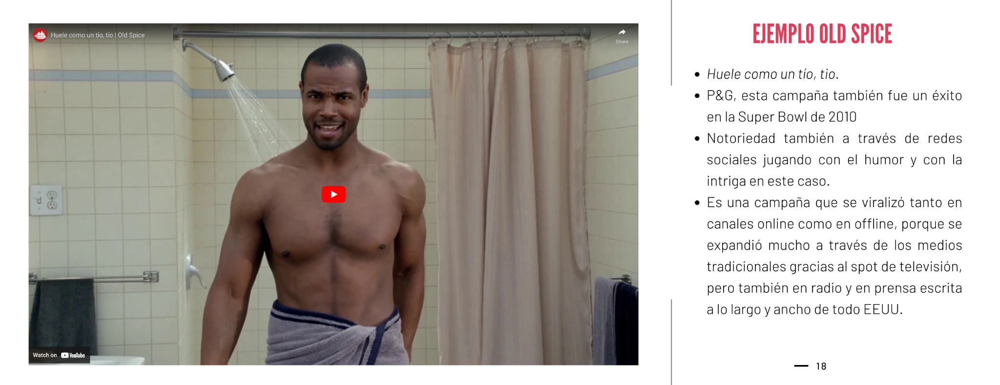 Huele como un tío, tío | Old Spice
Share
Watch on YouTube
EJEMPLO OLD SPICE
• Huele como un tío, tio.
• P&G, esta campaña también fue un éxito
en la Super Bowl de 2010
• Notoriedad también a través de redes
sociales jugando con el humor y con la
intriga en este caso.
• Es una campaña que se viralizó tanto en
canales online como en offline, porque se
expandió mucho a través de los medios
tradicionales gracias al spot de televisión,
pero también en radio y en prensa escrita
a lo largo y ancho de todo EEUU.
— 18